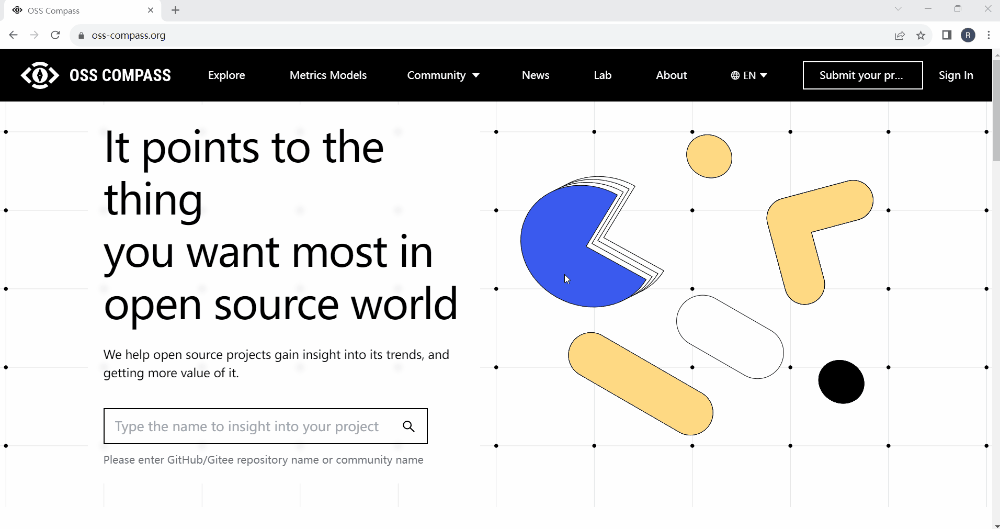 OSS Compass
oss-compass.org
R
OSS COMPASS
Explore
Metrics Models
Community
News
Lab
About
EN
Submit your pr...
Sign In
It points to the
thing
you want most in
open source world
We help open source projects gain insight into its trends, and
getting more value of it.
Type the name to insight into your project
Please enter GitHub/Gitee repository name or community name